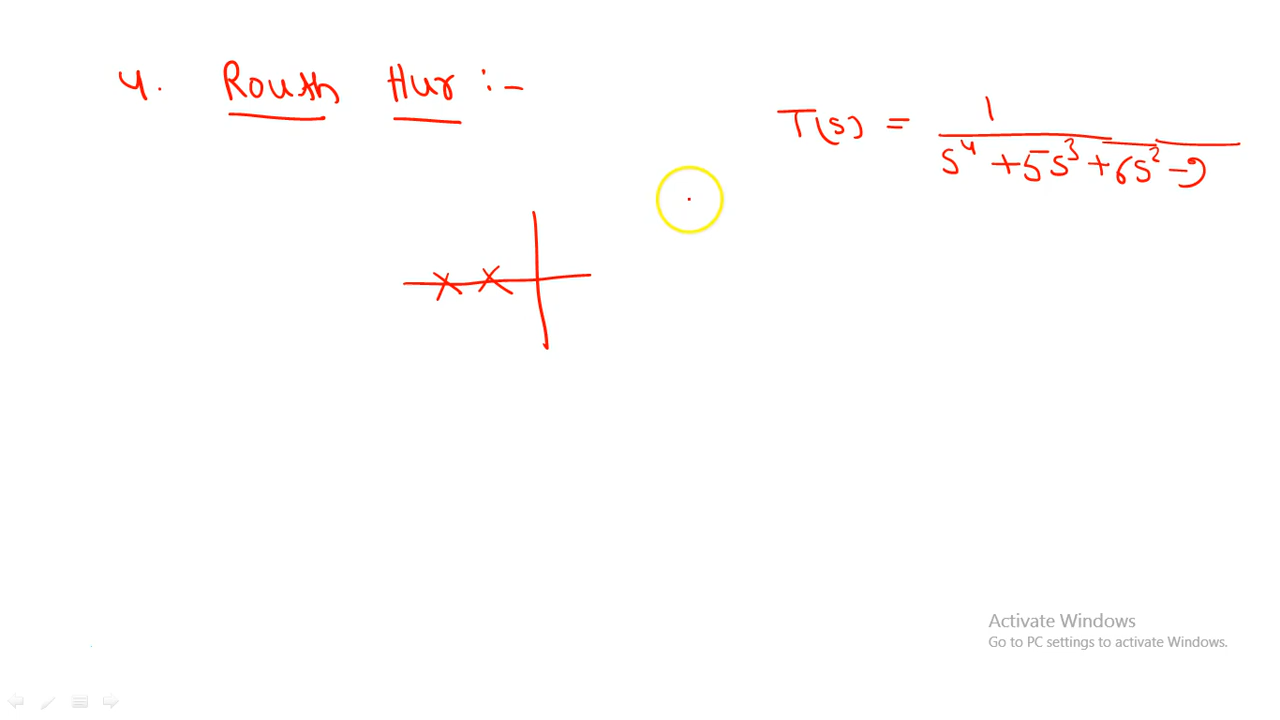 4. Routh Hur :-
T(s) = 1
s⁴ + 5s³ + 6s² - 9
Activate Windows
Go to PC settings to activate Windows.